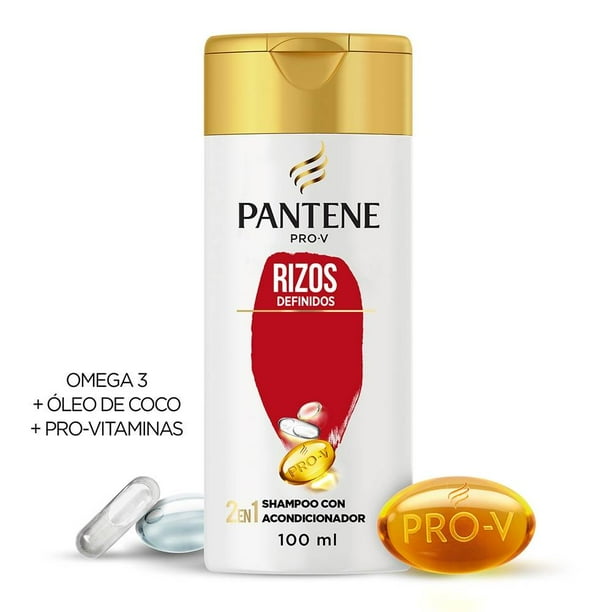 PANTENE
PRO-V
RIZOS
DEFINIDOS
OMEGA 3
+ ÓLEO DE COCO
+ PRO-VITAMINAS
PRO-V
2EN1 SHAMPOO CON
ACONDICIONADOR
100 ml
PRO-V